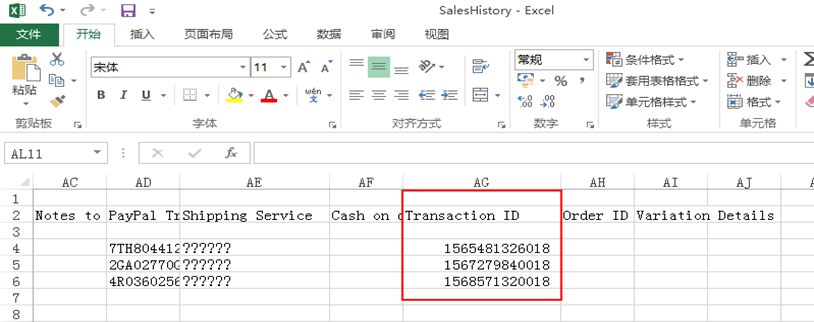 SalesHistory - Excel
文件 开始 插入 页面布局 公式 数据 审阅 视图
宋体 11 A A 常规 条件格式 插入
粘贴 B I U A wén 文 % , 套用表格格式 删除
.00 .00 单元格样式 格式
剪贴板 字体 对齐方式 数字 样式 单元格
AL11 fx
AC AD AE AF AG AH AI AJ
1
2 Notes to PayPal Tr Shipping Service Cash on Transaction ID Order ID Variation Details
3
4 7TH804412 ?????? 1565481326018
5 2GA02770 ?????? 1567279840018
6 4R0360256 ?????? 1568571320018
7
8